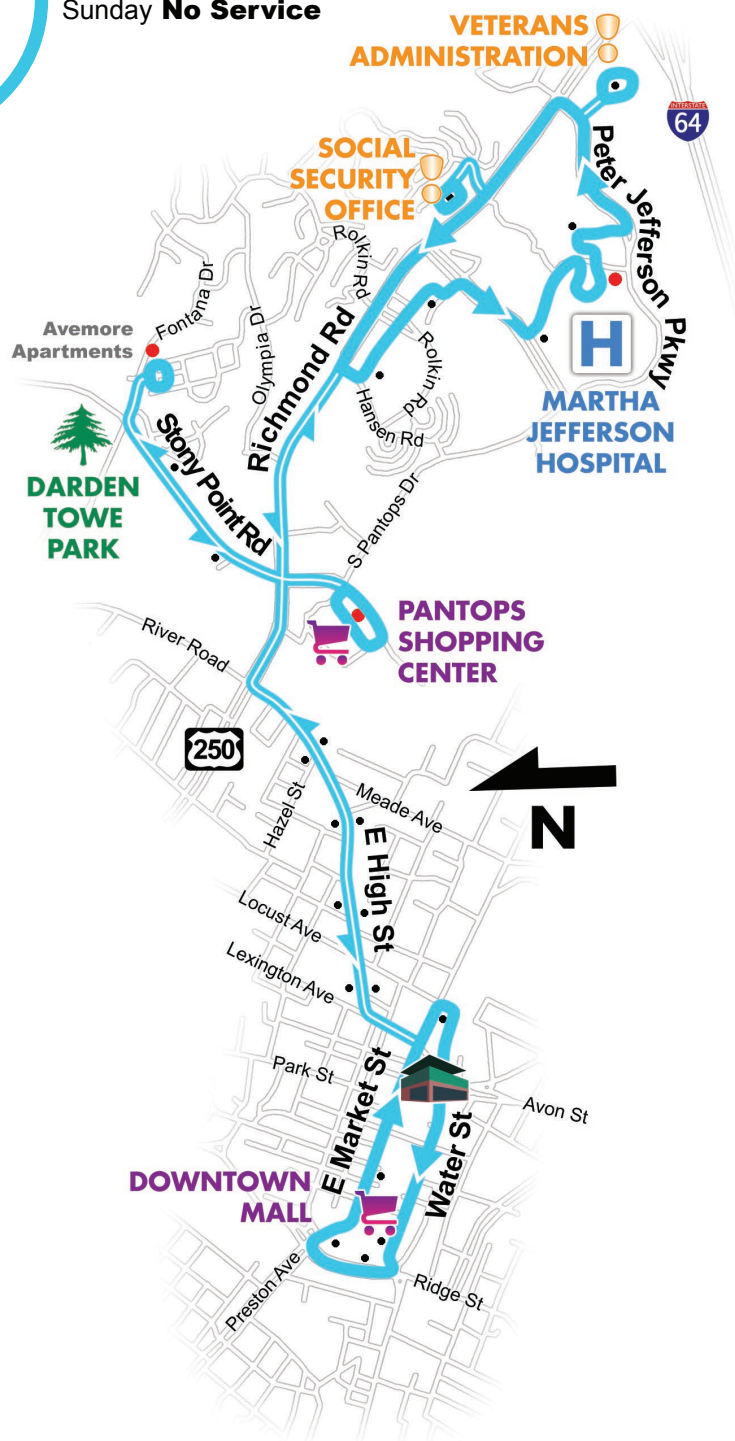 Sunday No Service
VETERANS
ADMINISTRATION
INTERSTATE
64
SOCIAL
SECURITY
OFFICE
Peter Jefferson Pkwy
Rolkin Rd
Fontana Dr
Avemore
Apartments
Olympia Dr
Richmond Rd
Rolkin Rd
H
Hansen Rd
MARTHA
JEFFERSON
HOSPITAL
Stony Point Rd
DARDEN
TOWE
PARK
S Pantops Dr
PANTOPS
SHOPPING
CENTER
River Road
250
Hazel St
Meade Ave
N
E High St
Locust Ave
Lexington Ave
Park St
E Market St
Avon St
Water St
DOWNTOWN
MALL
Preston Ave
Ridge St